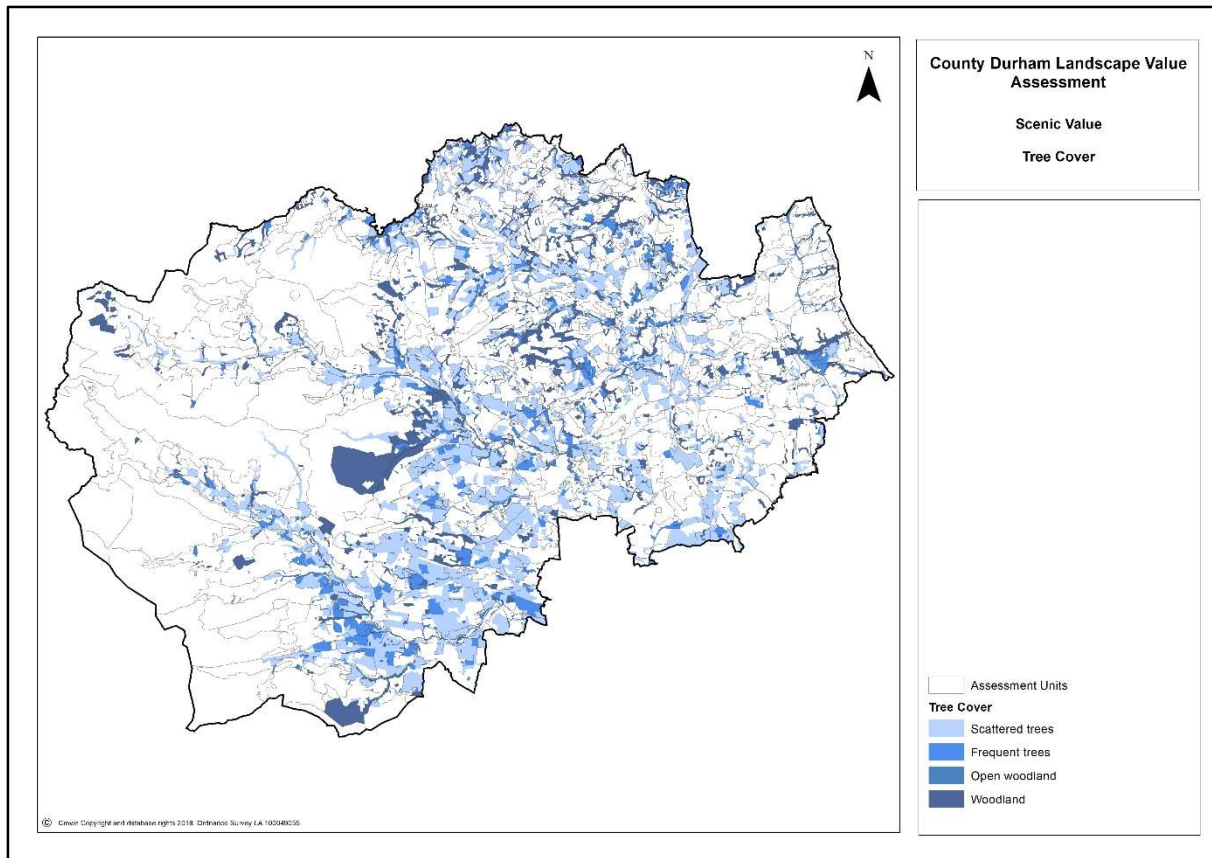 N
County Durham Landscape Value
Assessment
Scenic Value
Tree Cover
Assessment Units
Tree Cover
Scattered trees
Frequent trees
Open woodland
Woodland
© Crown Copyright and database rights 2018. Ordnance Survey LA 100049055